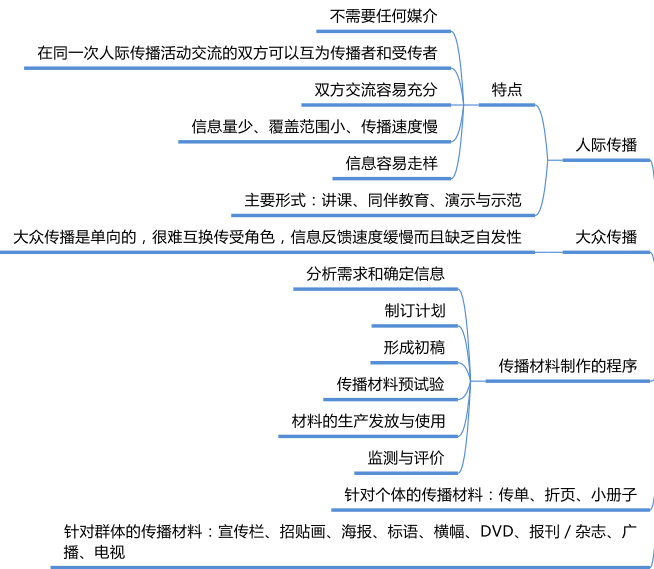 不需要任何媒介
在同一次人际传播活动交流的双方可以互为传播者和受传者
双方交流容易充分
特点
信息量少、覆盖范围小、传播速度慢
人际传播
信息容易走样
主要形式：讲课、同伴教育、演示与示范
大众传播是单向的，很难互换传受角色，信息反馈速度缓慢而且缺乏自发性
大众传播
分析需求和确定信息
制订计划
形成初稿
传播材料制作的程序
传播材料预试验
材料的生产发放与使用
监测与评价
针对个体的传播材料：传单、折页、小册子
针对群体的传播材料：宣传栏、招贴画、海报、标语、横幅、DVD、报刊/杂志、广
播、电视